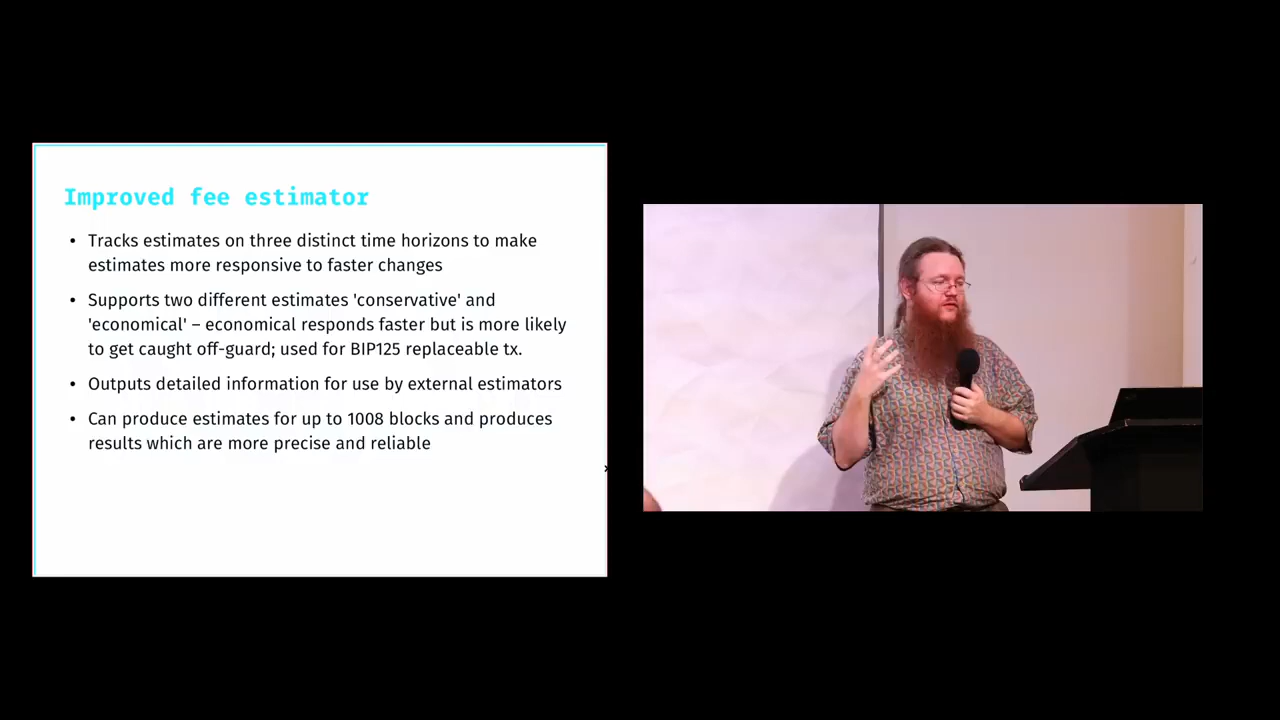 Improved fee estimator
• Tracks estimates on three distinct time horizons to make
estimates more responsive to faster changes
• Supports two different estimates 'conservative' and
'economical' – economical responds faster but is more likely
to get caught off-guard; used for BIP125 replaceable tx.
• Outputs detailed information for use by external estimators
• Can produce estimates for up to 1008 blocks and produces
results which are more precise and reliable